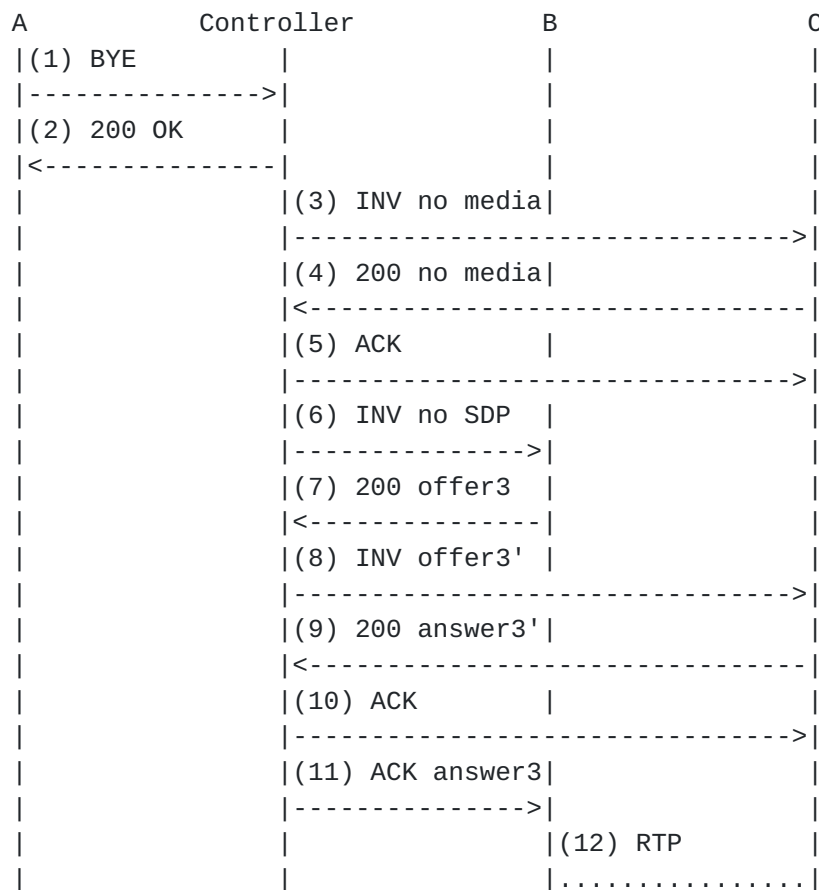 A Controller B C
(1) BYE
(2) 200 OK
(3) INV no media
(4) 200 no media
(5) ACK
(6) INV no SDP
(7) 200 offer3
(8) INV offer3'
(9) 200 answer3'
(10) ACK
(11) ACK answer3
(12) RTP